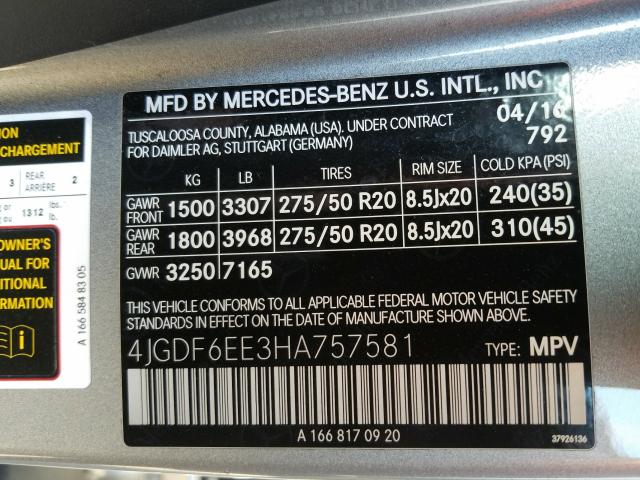 ION
CHARGEMENT
3 REAR ARRIÈRE 2
g or ou 1312 lbs. lb.
OWNER'S
UAL FOR
ITIONAL
RMATION
A 166 584 83 05
MFD BY MERCEDES-BENZ U.S. INTL., INC
TUSCALOOSA COUNTY, ALABAMA (USA). UNDER CONTRACT 04/16
FOR DAIMLER AG, STUTTGART (GERMANY) 792
KG LB TIRES RIM SIZE COLD KPA(PSI)
GAWR FRONT 1500 3307 275/50 R20 8.5Jx20 240(35)
GAWR REAR 1800 3968 275/50 R20 8.5Jx20 310(45)
GVWR 3250 7165
THIS VEHICLE CONFORMS TO ALL APPLICABLE FEDERAL MOTOR VEHICLE SAFETY
STANDARDS IN EFFECT ON THE DATE OF MANUFACTURE SHOWN ABOVE.
4JGDF6EE3HA757581 TYPE: MPV
A 166 817 09 20
37926136